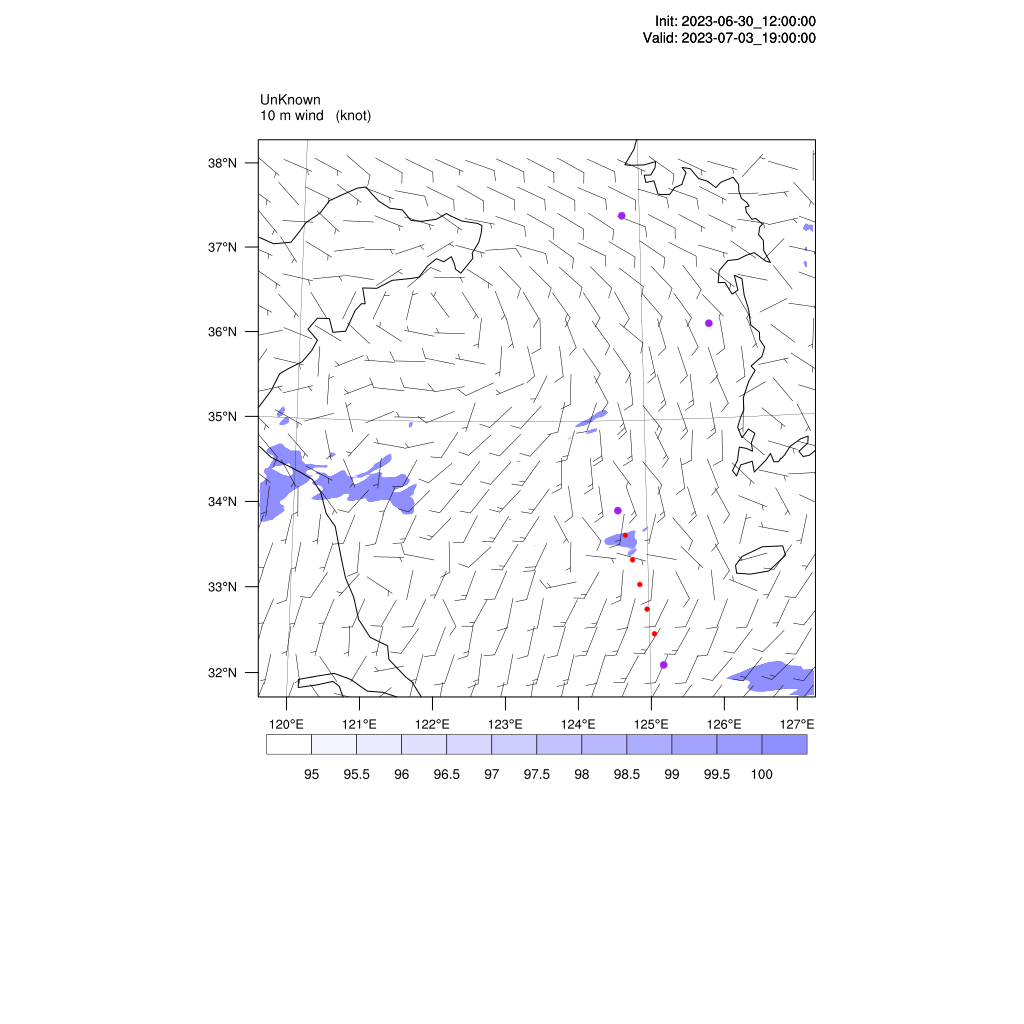 Init: 2023-06-30_12:00:00
Valid: 2023-07-03_19:00:00
UnKnown
10 m wind (knot)
38°N
37°N
36°N
35°N
34°N
33°N
32°N
120°E 121°E 122°E 123°E 124°E 125°E 126°E 127°E
95 95.5 96 96.5 97 97.5 98 98.5 99 99.5 100